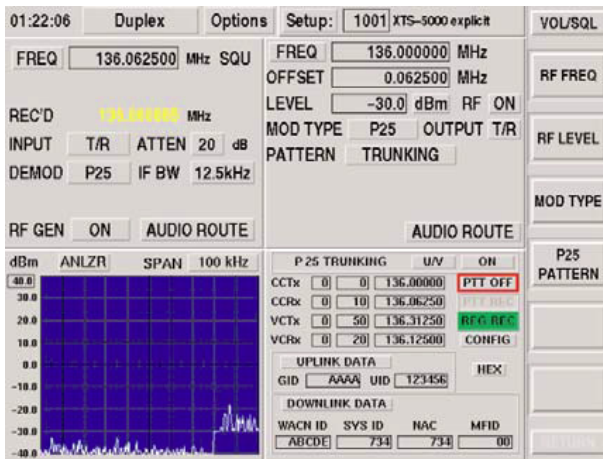 01:22:06 Duplex Options Setup: 1001 XTS-5000 explicit VOL/SQL
FREQ 136.062500 MHz SQU
REC'D MHz
INPUT T/R ATTEN 20 dB
DEMOD P25 IF BW 12.5kHz
RF GEN ON AUDIO ROUTE
FREQ 136.000000 MHz
OFFSET 0.062500 MHz
LEVEL -30.0 dBm RF ON
MOD TYPE P25 OUTPUT T/R
PATTERN TRUNKING
AUDIO ROUTE
RF FREQ
RF LEVEL
MOD TYPE
P25
PATTERN
RETURN
dBm ANLZR SPAN 100 kHz
40.0
30.0
20.0
10.0
0.0
-10.0
-20.0
-30.0
-40.0
P25 TRUNKING U/V ON
CCTx 0 0 136.00000 PTT OFF
CCRx 0 10 136.06250 PTT REC
VCTx 0 50 136.31250 REG REC
VCRx 0 20 136.12500 CONFIG
UPLINK DATA HEX
GID AAAA UID 123456
DOWNLINK DATA
WACN ID SYS ID NAC MFID
ABCDE 734 734 00